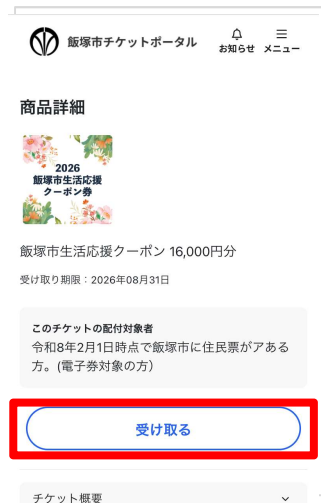 飯塚市チケットポータル
お知らせ メニュー
商品詳細
2026
飯塚市生活応援
クーポン券
飯塚市生活応援クーポン 16,000円分
受け取り期限：2026年08月31日
このチケットの配付対象者
令和8年2月1日時点で飯塚市に住民票がアある
方。(電子券対象の方）
受け取る
チケット概要